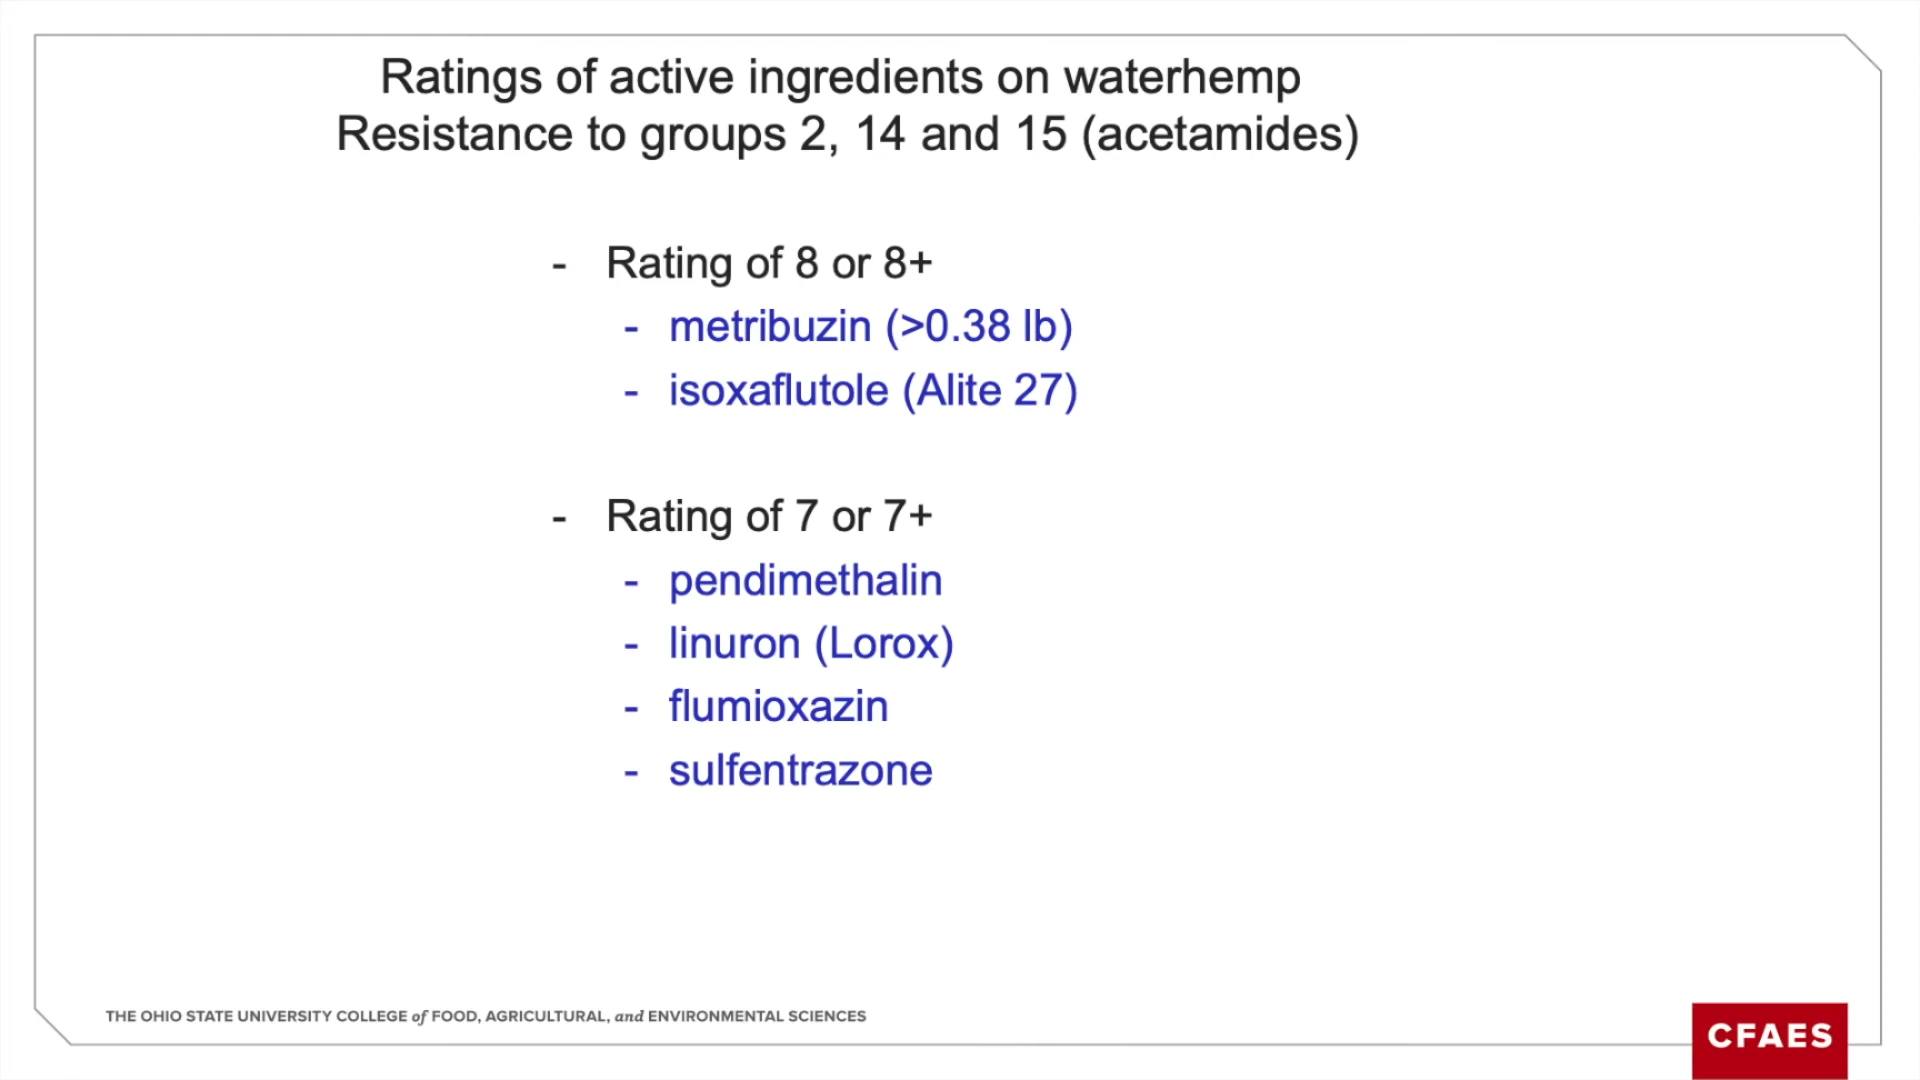 Ratings of active ingredients on waterhemp
Resistance to groups 2, 14 and 15 (acetamides)
- Rating of 8 or 8+
- metribuzin (>0.38 lb)
- isoxaflutole (Alite 27)
- Rating of 7 or 7+
- pendimethalin
- linuron (Lorox)
- flumioxazin
- sulfentrazone
THE OHIO STATE UNIVERSITY COLLEGE of FOOD, AGRICULTURAL, and ENVIRONMENTAL SCIENCES
CFAES